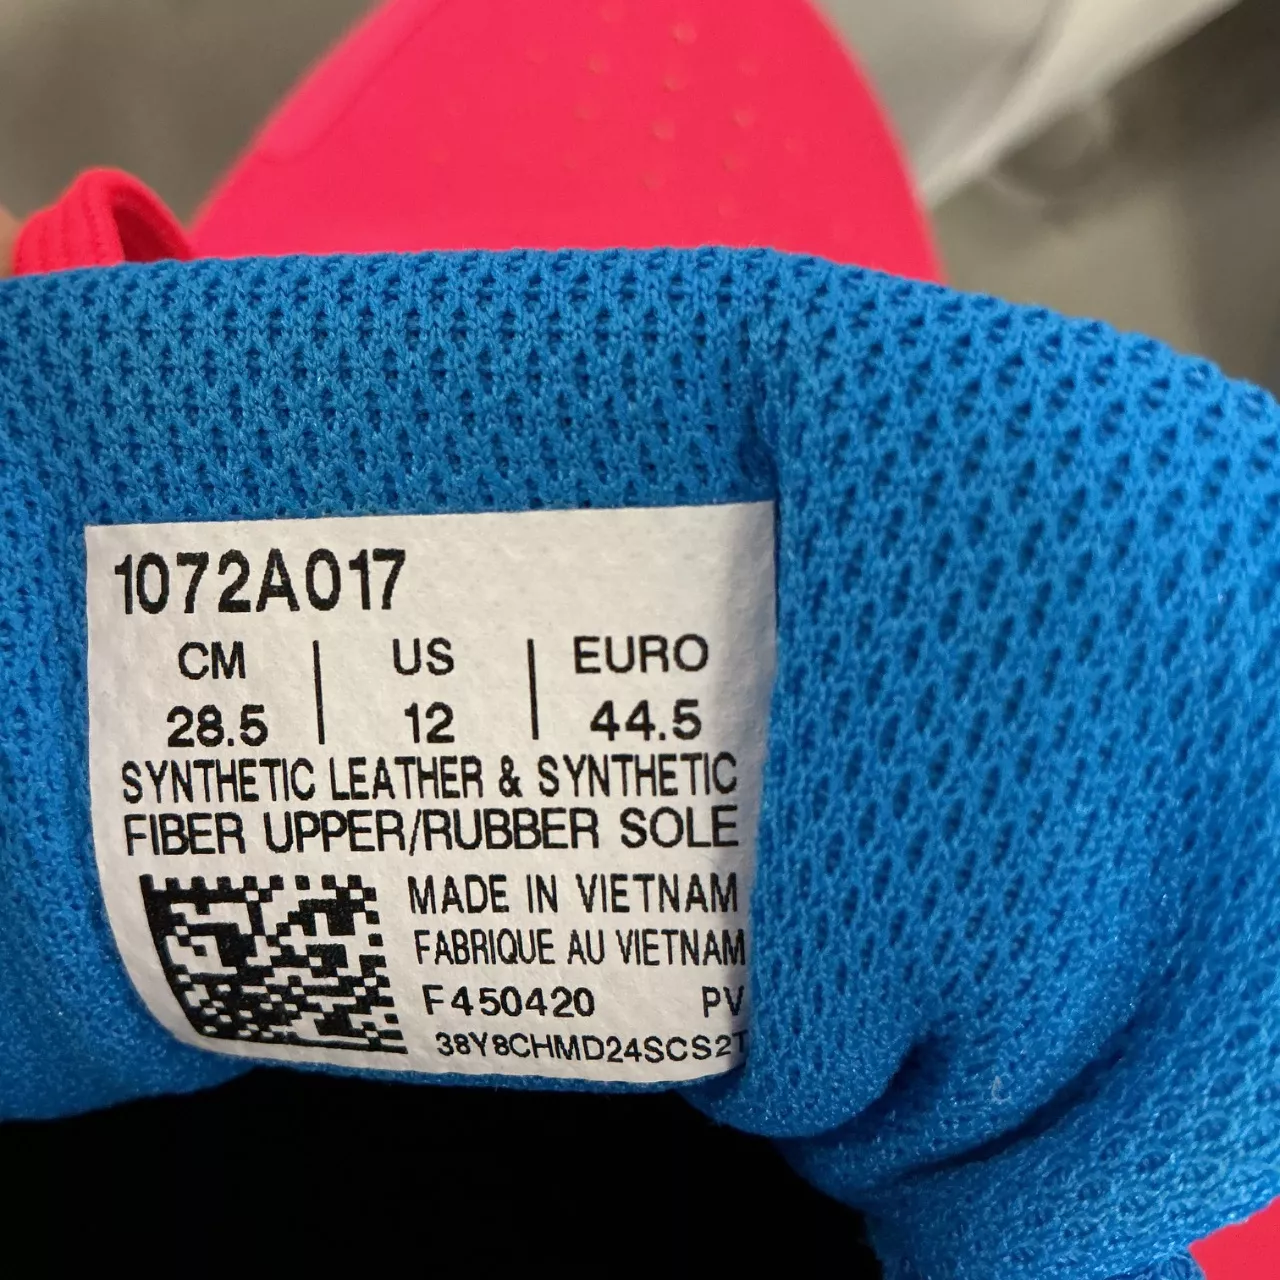 1072A017
CM | US | EURO
28.5 | 12 | 44.5
SYNTHETIC LEATHER & SYNTHETIC
FIBER UPPER/RUBBER SOLE
MADE IN VIETNAM
FABRIQUE AU VIETNAM
F450420 PV
38Y8CHMD24SCS2T